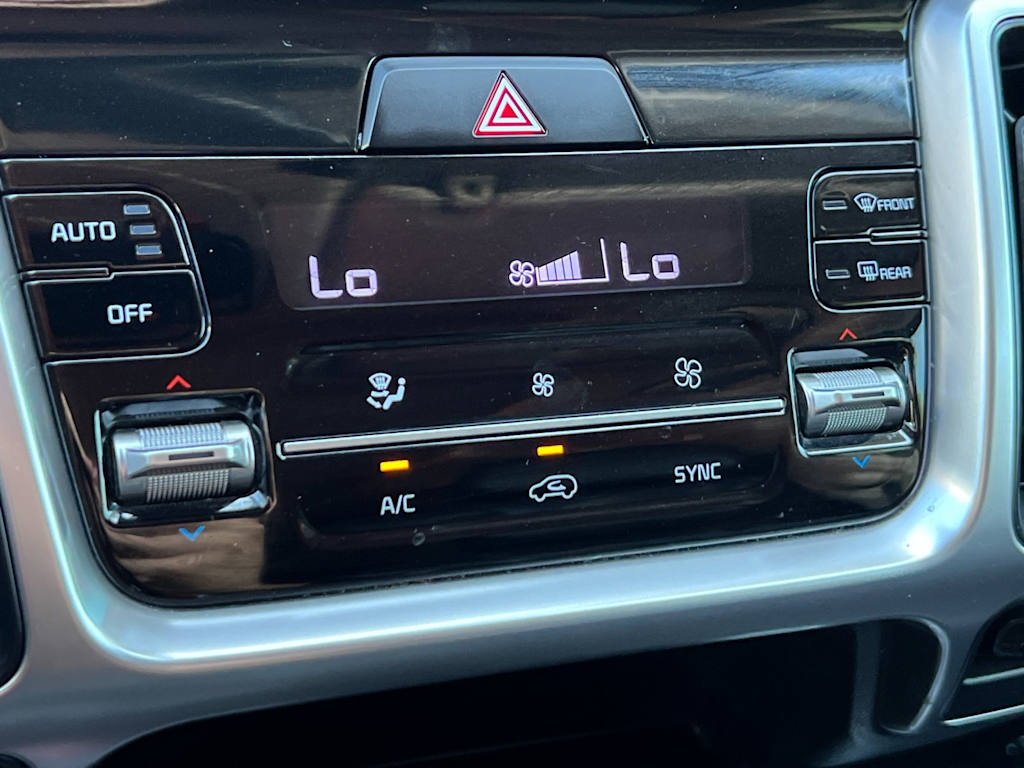 AUTO
FRONT
Lo
Lo
REAR
OFF
A/C
SYNC